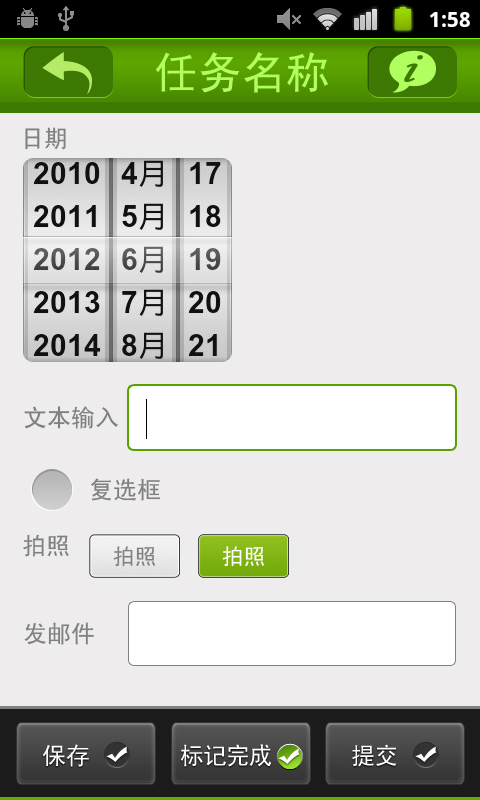 1:58
任务名称
日期
2010 4月 17
2011 5月 18
2012 6月 19
2013 7月 20
2014 8月 21
文本输入
复选框
拍照 拍照 拍照
发邮件
保存 标记完成 提交